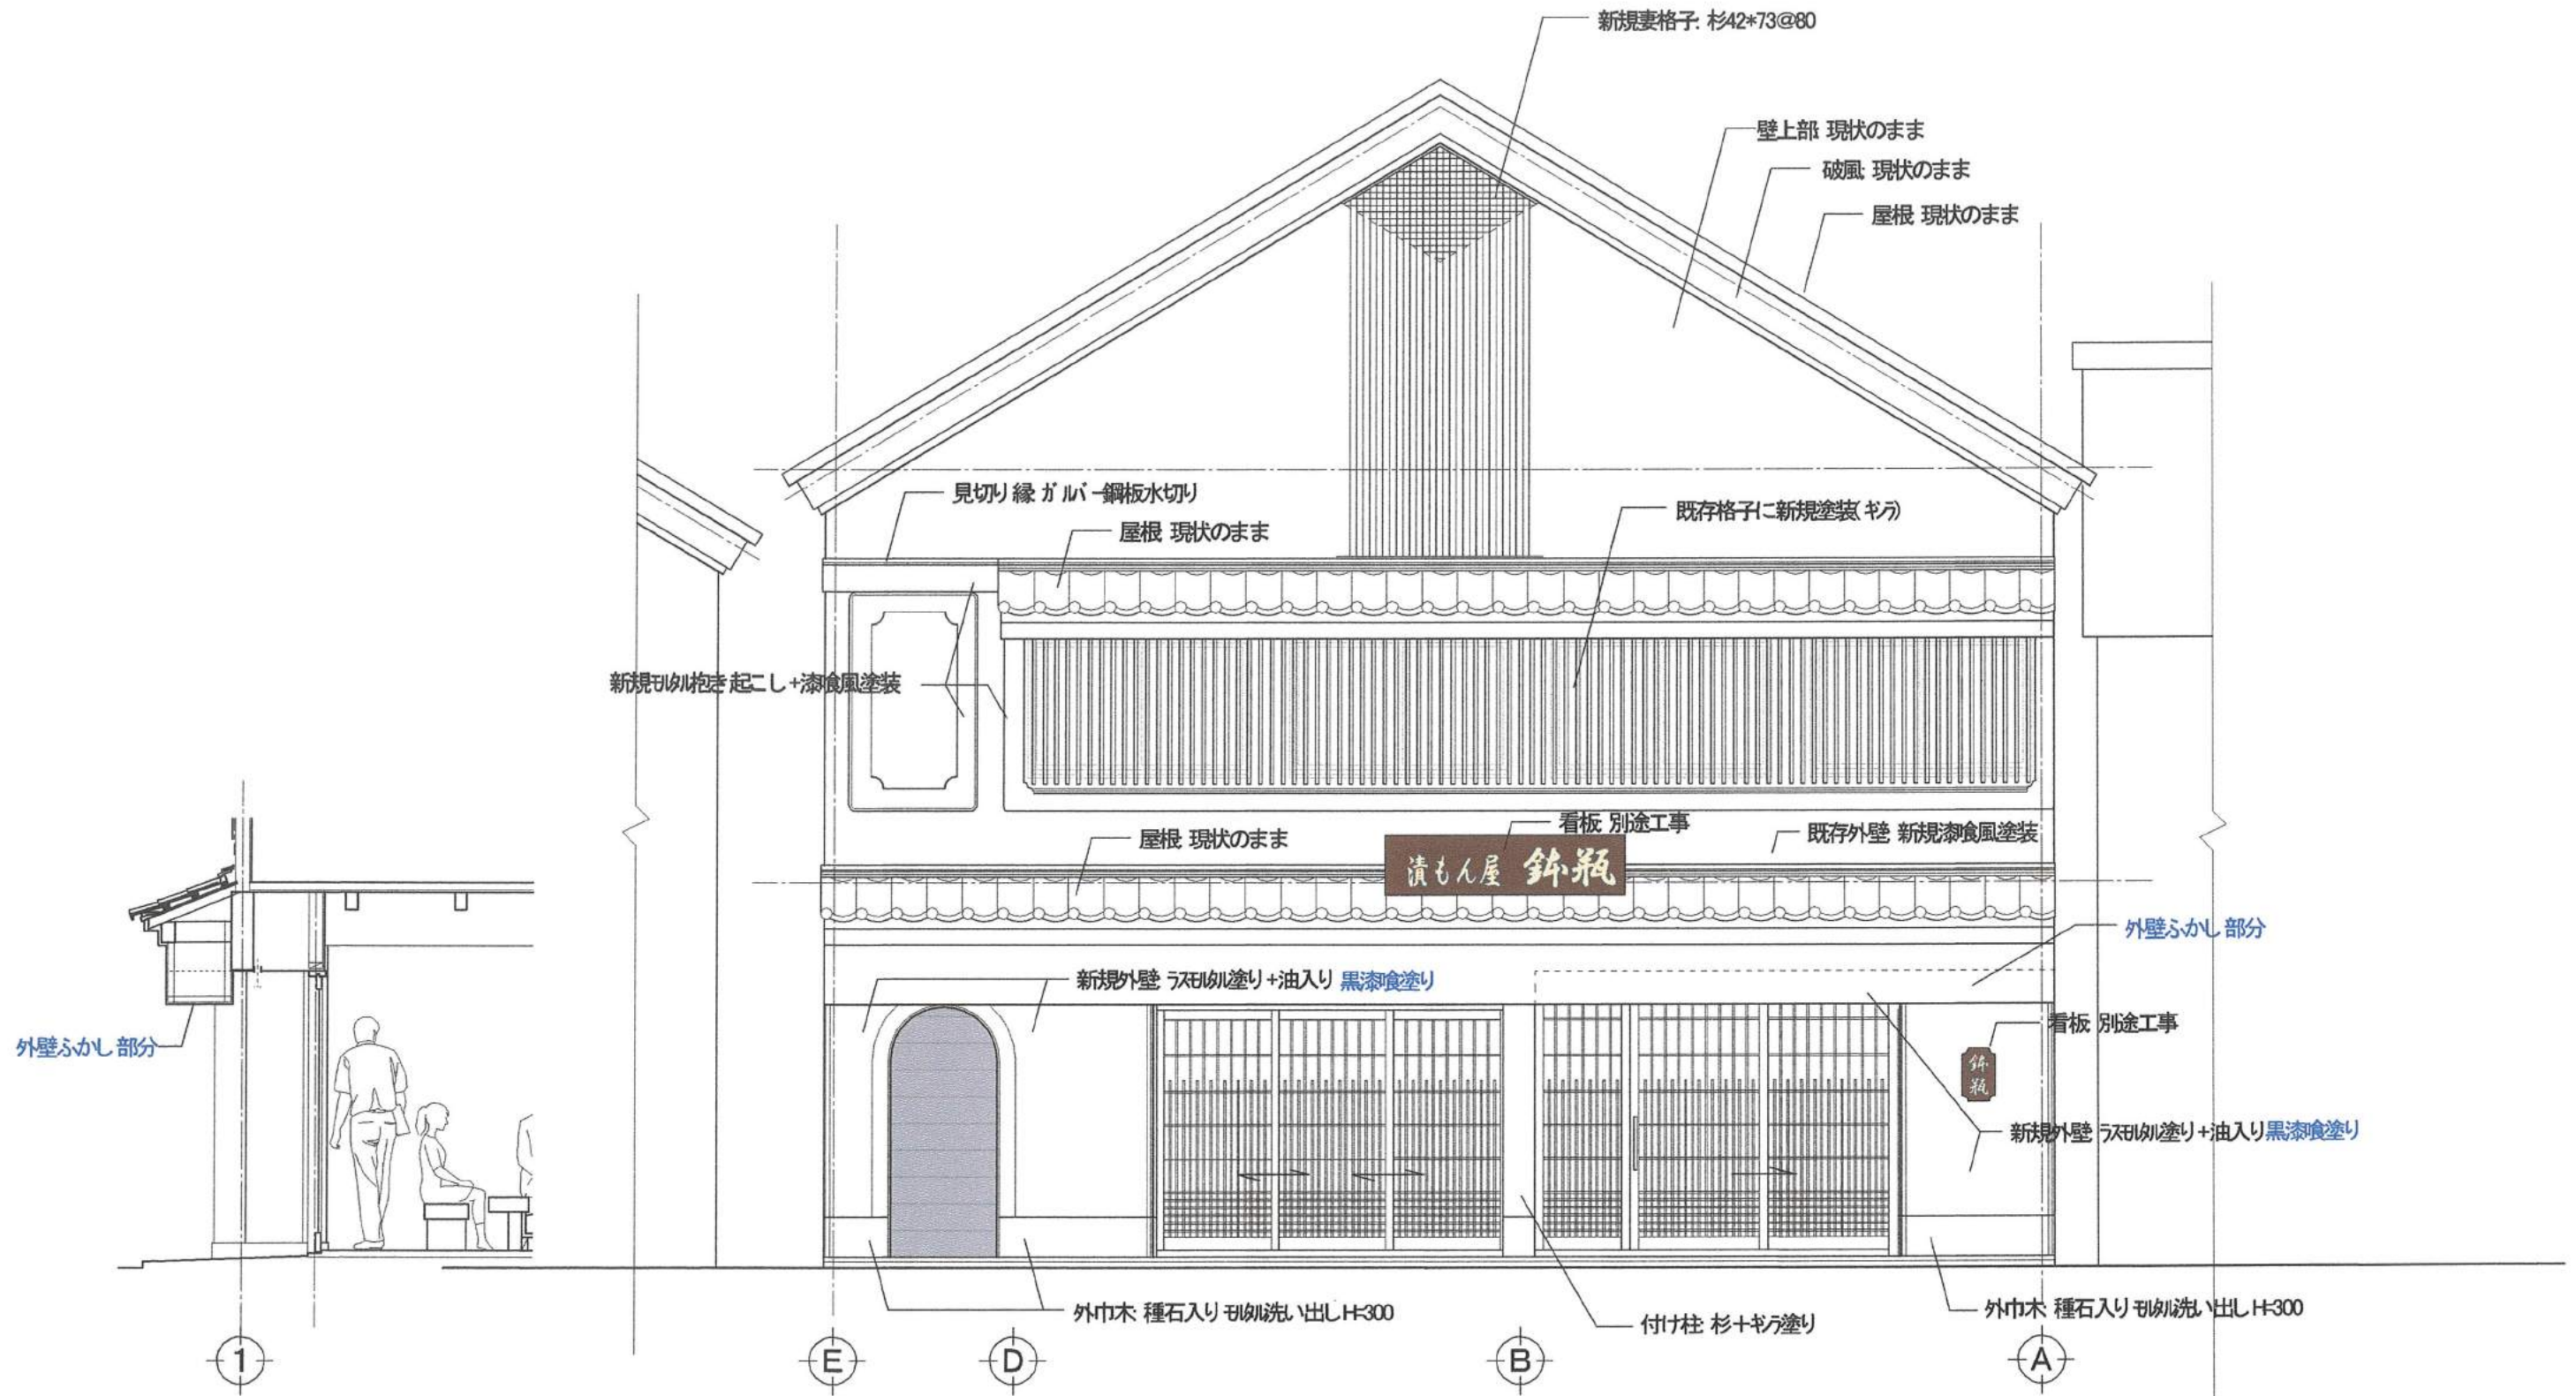 新規妻格子: 杉42*73@80
壁上部 現状のまま
破風: 現状のまま
屋根 現状のまま
見切り縁: ガルバー鋼板水切り
屋根 現状のまま
既存格子に新規塗装(キシラ)
新規モルタル抱き起こし+漆喰風塗装
看板 別途工事
屋根 現状のまま
既存外壁 新規漆喰風塗装
漬もん屋 鉢瓶
外壁ふかし部分
新規外壁 ラスモルタル塗り+油入り 黒漆喰塗り
外壁ふかし部分
看板 別途工事
鉢瓶
新規外壁 ラスモルタル塗り+油入り黒漆喰塗り
外巾木: 種石入りモルタル洗い出しH=300
付け柱: 杉+キシラ塗り
外巾木: 種石入りモルタル洗い出しH=300
1
E
D
B
A